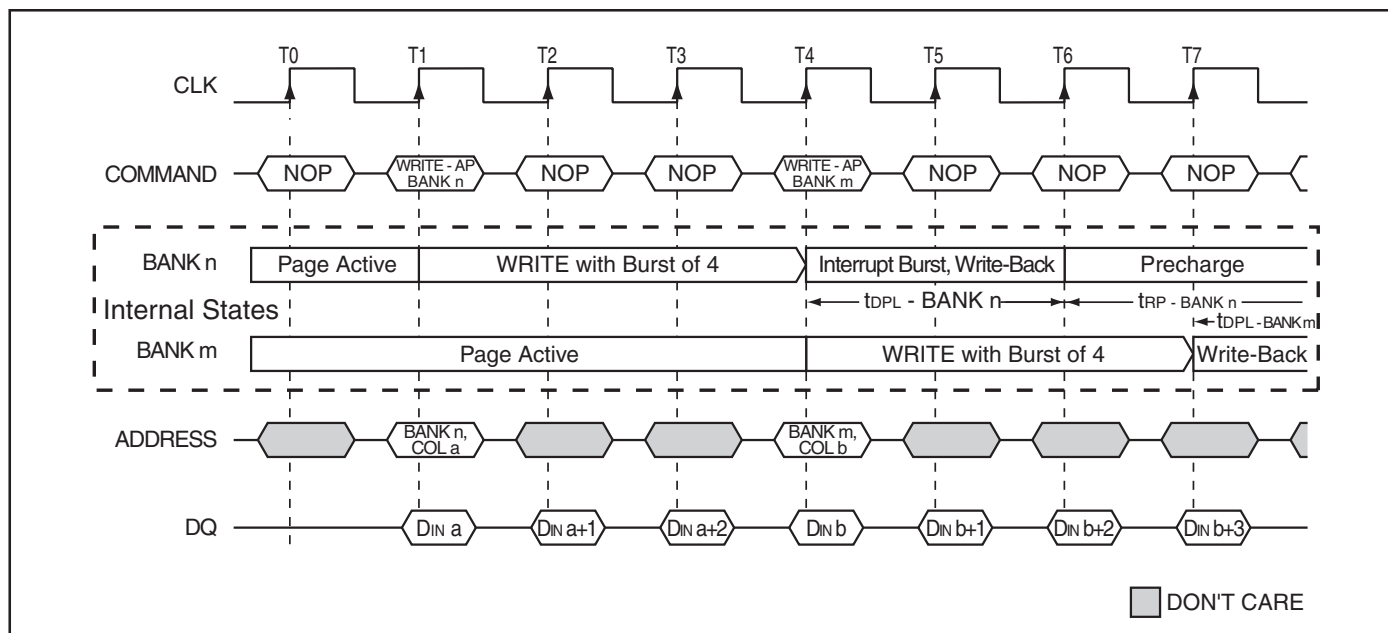 T0 T1 T2 T3 T4 T5 T6 T7
CLK
COMMAND NOP WRITE - AP BANK n NOP NOP WRITE - AP BANK m NOP NOP NOP
BANK n Page Active WRITE with Burst of 4 Interrupt Burst, Write-Back Precharge
tDPL - BANK n tRP - BANK n
Internal States
tDPL - BANK m
BANK m Page Active WRITE with Burst of 4 Write-Back
ADDRESS BANK n, COL a BANK m, COL b
DQ DIN a DIN a+1 DIN a+2 DIN b DIN b+1 DIN b+2 DIN b+3
DON'T CARE